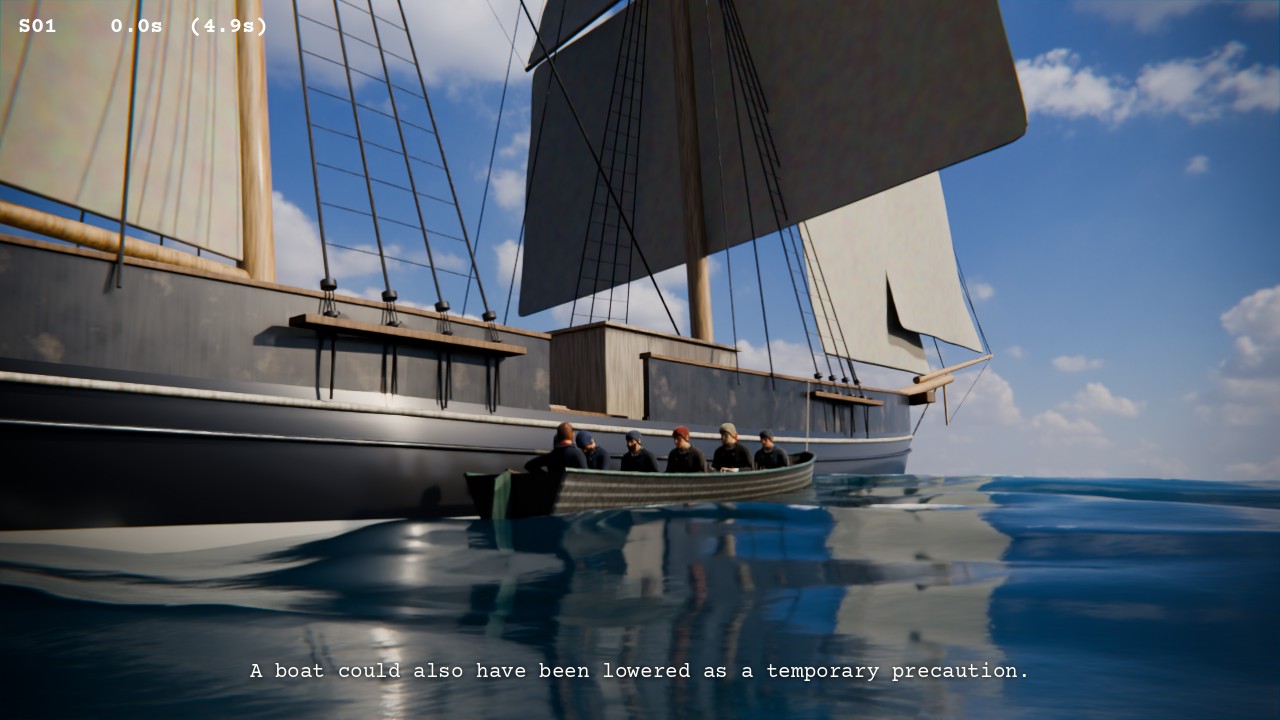 S01 0.0s (4.9s)
A boat could also have been lowered as a temporary precaution.